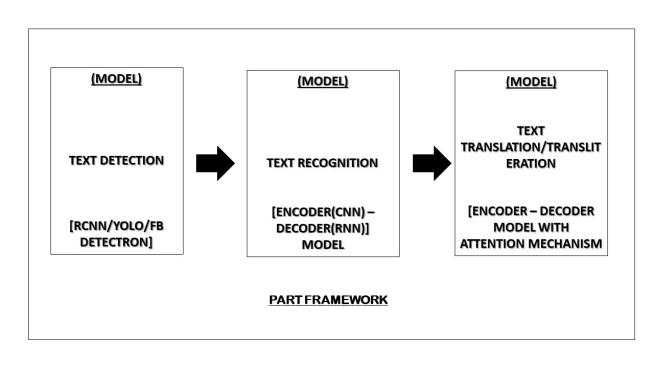 (MODEL)
TEXT DETECTION
[RCNN/YOLO/FB
DETECTRON]
(MODEL)
TEXT RECOGNITION
[ENCODER(CNN) –
DECODER(RNN)]
MODEL
(MODEL)
TEXT
TRANSLATION/TRANSLIT
ERATION
[ENCODER – DECODER
MODEL WITH
ATTENTION MECHANISM
PART FRAMEWORK